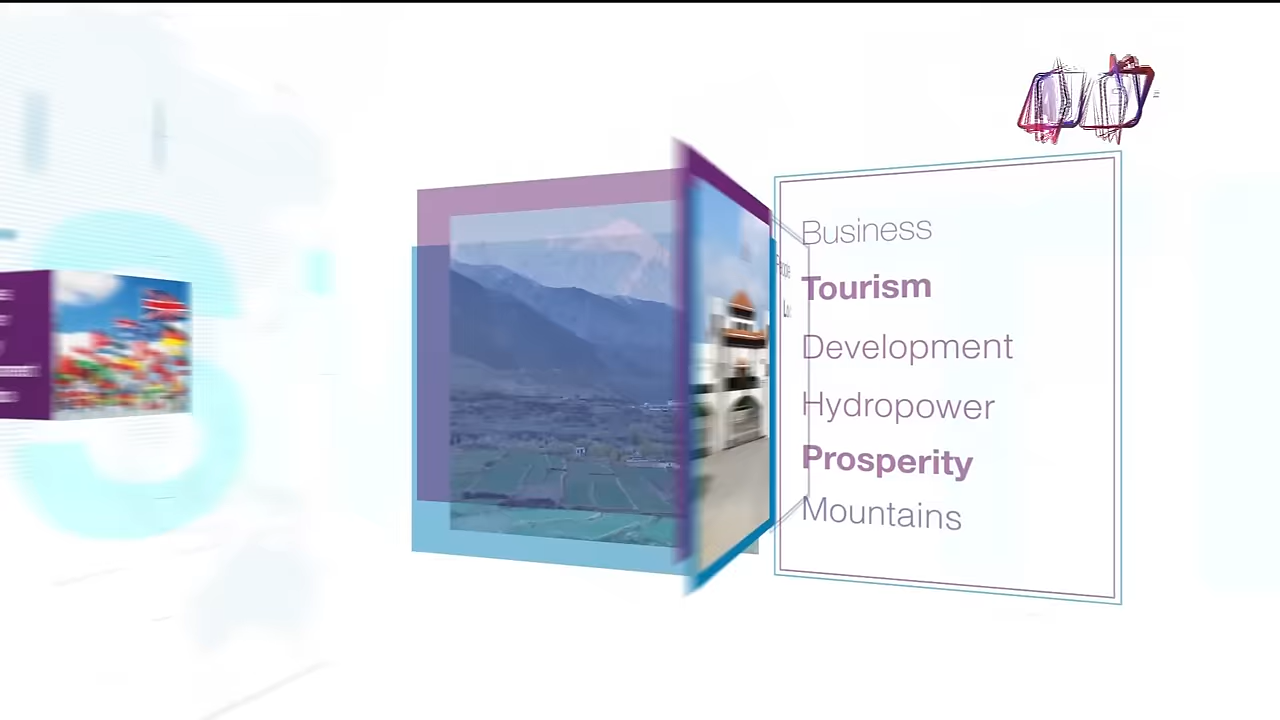 Business
Tourism
Development
Hydropower
Prosperity
Mountains